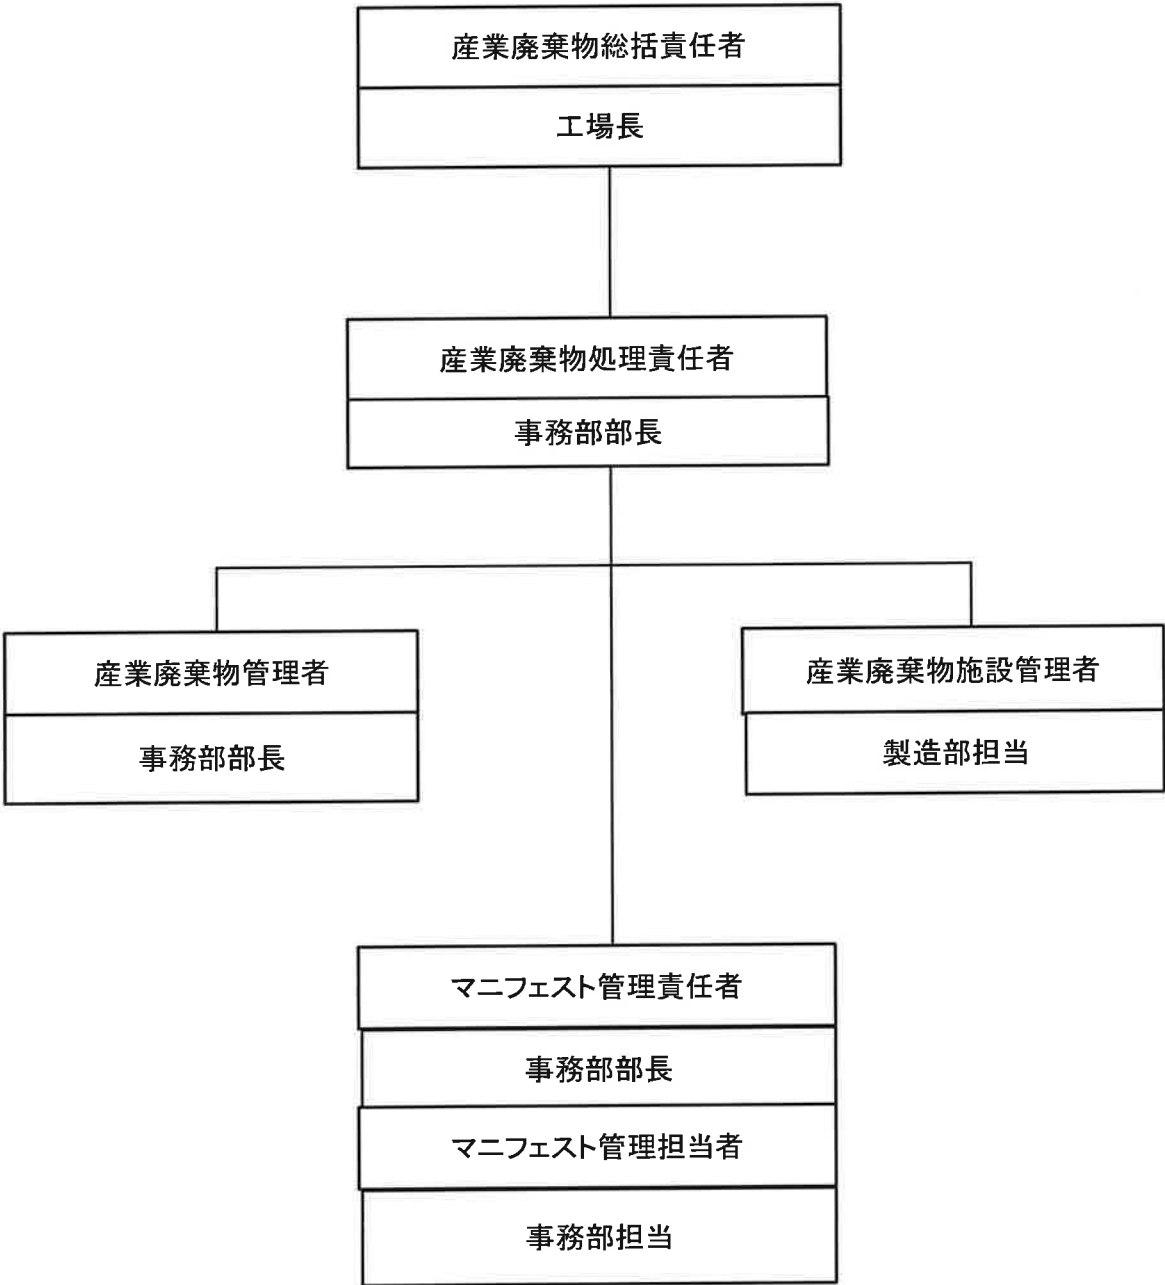 産業廃棄物総括責任者
工場長
産業廃棄物処理責任者
事務部部長
産業廃棄物管理者
事務部部長
産業廃棄物施設管理者
製造部担当
マニフェスト管理責任者
事務部部長
マニフェスト管理担当者
事務部担当